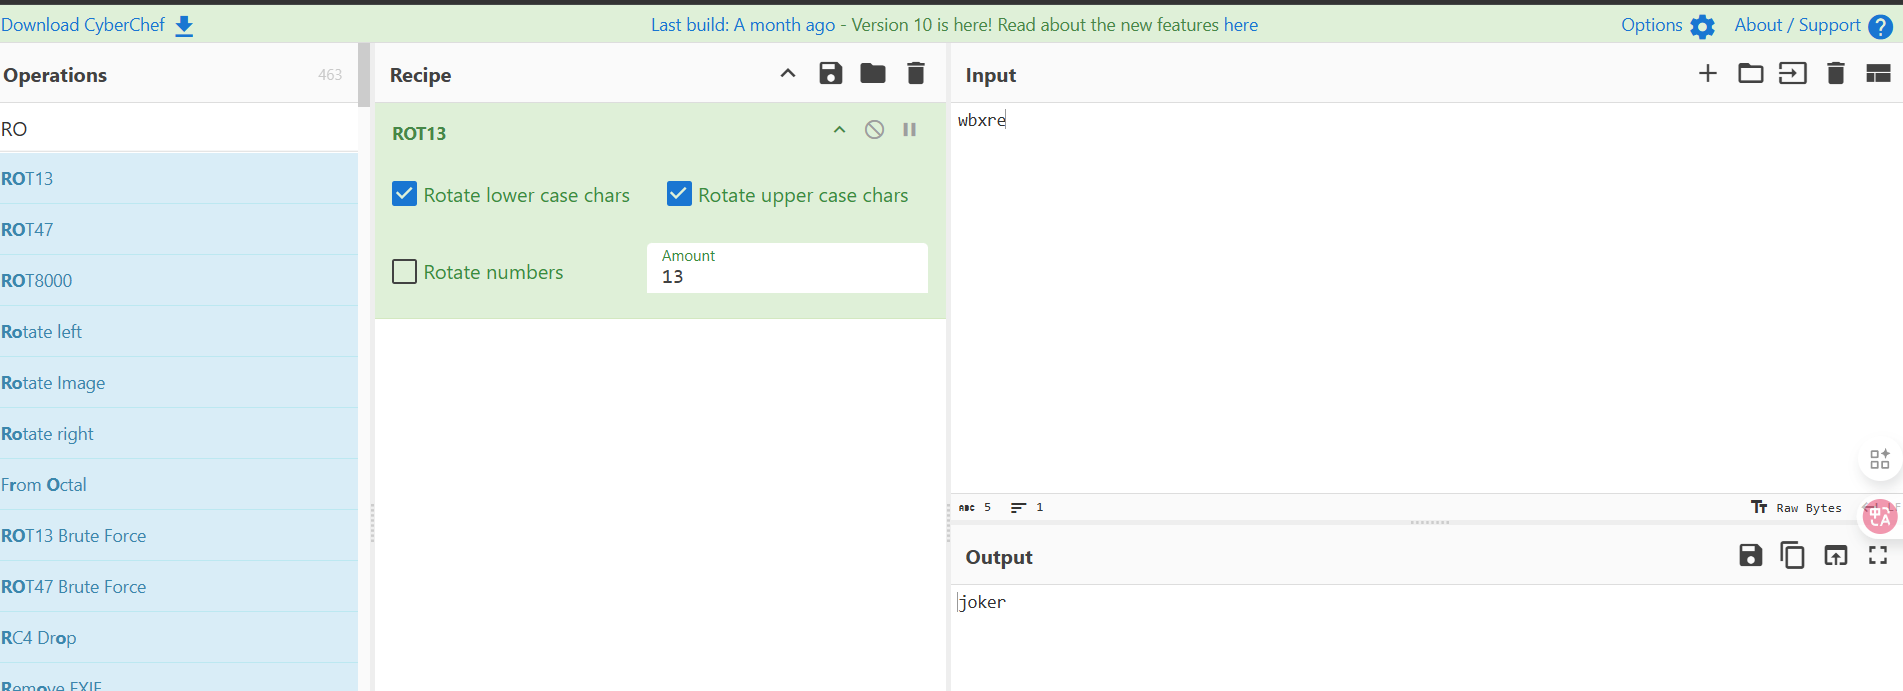 Download CyberChef
Last build: A month ago - Version 10 is here! Read about the new features here
Options
About / Support
Operations
463
RO
ROT13
ROT47
ROT8000
Rotate left
Rotate Image
Rotate right
From Octal
ROT13 Brute Force
ROT47 Brute Force
RC4 Drop
Remove EXIF
Recipe
ROT13
Rotate lower case chars
Rotate upper case chars
Rotate numbers
Amount
13
Input
wbxre
ABC 5
1
Raw Bytes
LF
中A
Output
joker